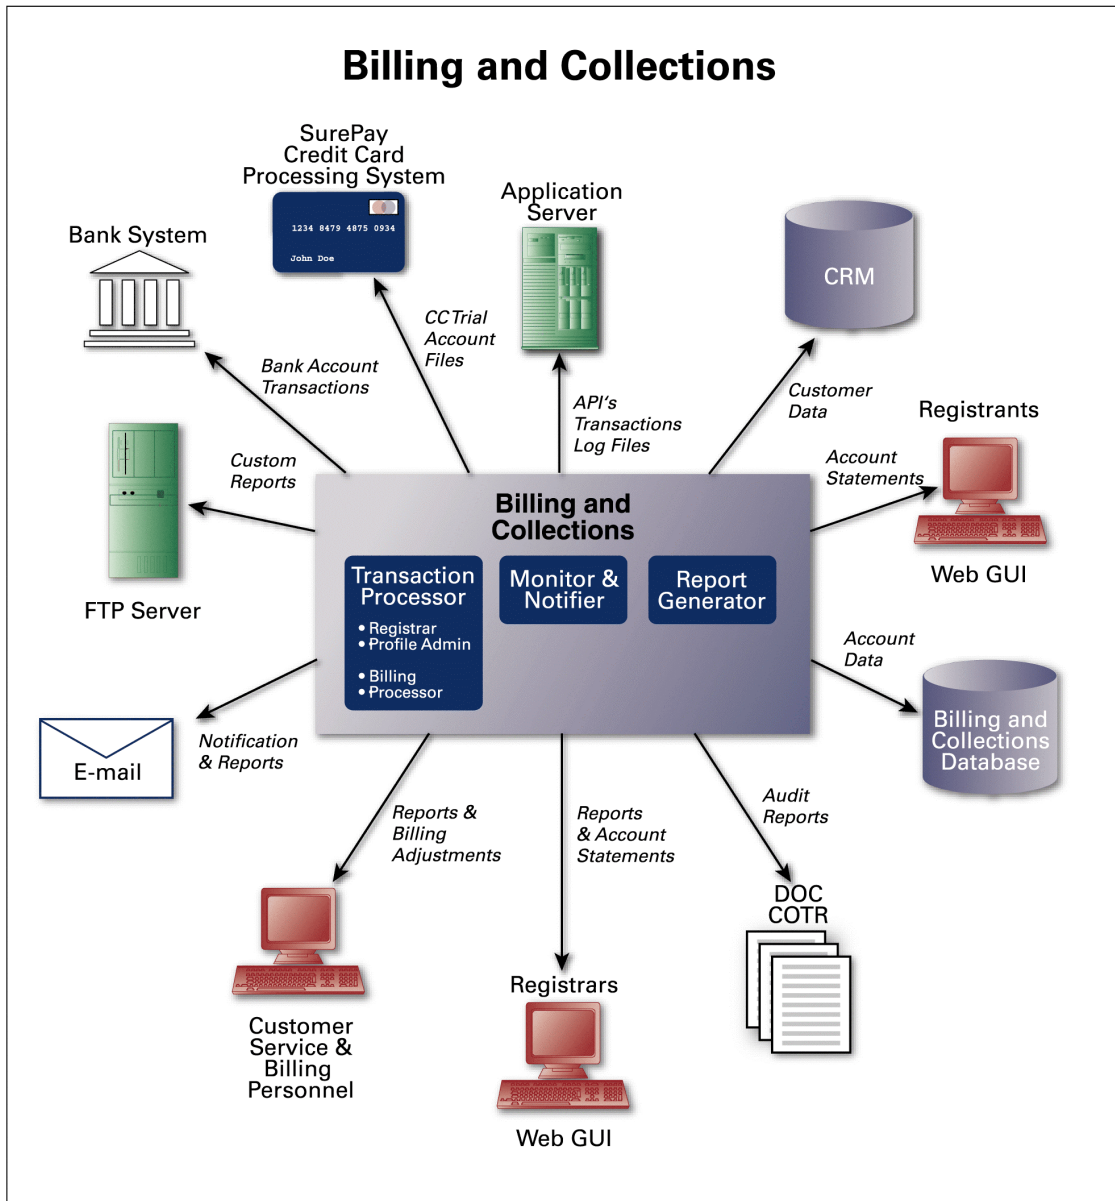 Billing and Collections
SurePay
Credit Card
Processing System
1234 8479 4875 0934
John Doe
Bank System
Application
Server
CRM
CC Trial
Account
Files
Bank Account
Transactions
API's
Transactions
Log Files
Customer
Data
Registrants
Account
Statements
Web GUI
Custom
Reports
FTP Server
Billing and
Collections
Transaction
Processor
• Registrar
• Profile Admin
• Billing
• Processor
Monitor &
Notifier
Report
Generator
Account
Data
Billing and
Collections
Database
E-mail
Notification
& Reports
Reports &
Billing
Adjustments
Reports
& Account
Statements
Audit
Reports
DOC
COTR
Customer
Service &
Billing
Personnel
Registrars
Web GUI